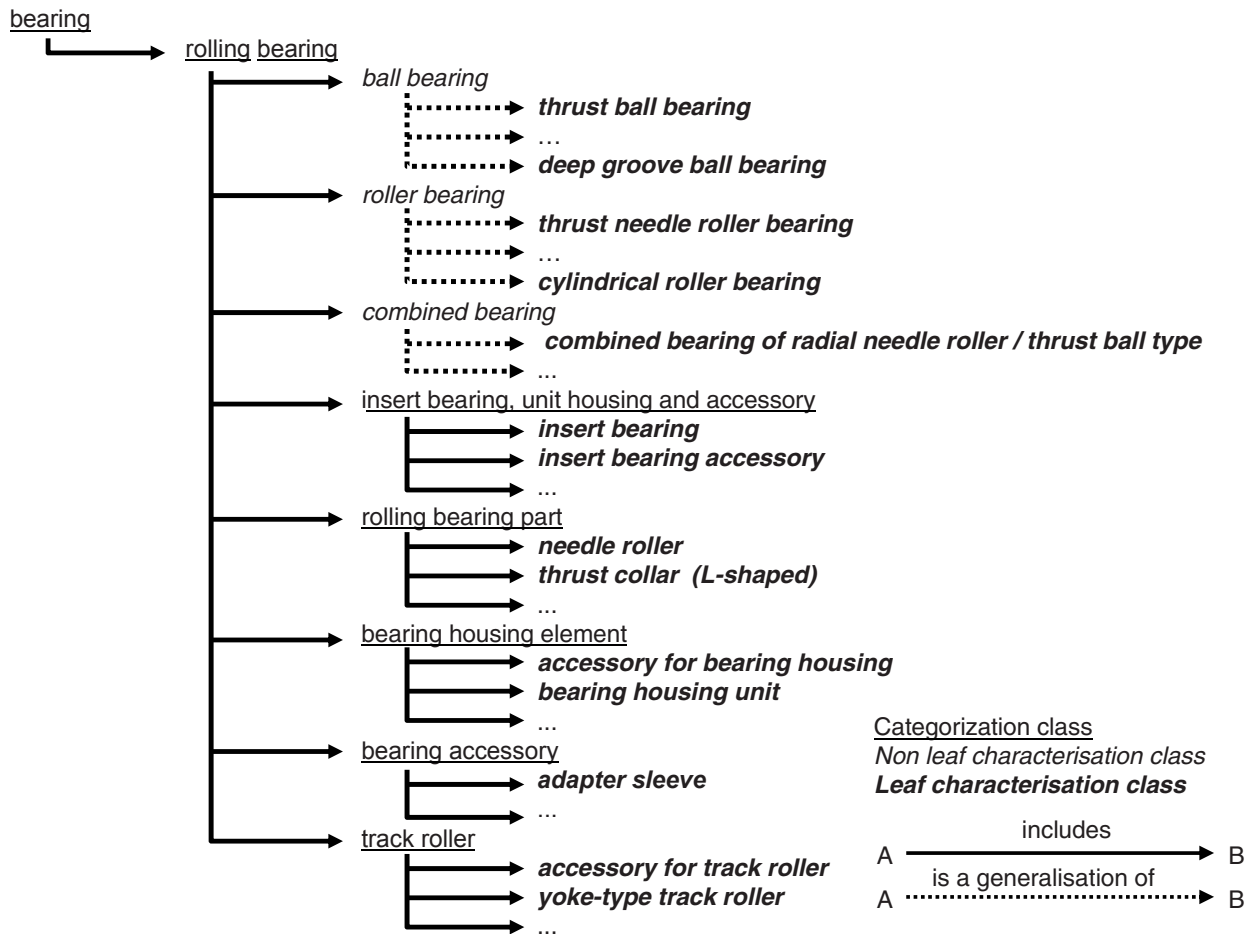 bearing
rolling bearing
ball bearing
thrust ball bearing
...
deep groove ball bearing
roller bearing
thrust needle roller bearing
...
cylindrical roller bearing
combined bearing
combined bearing of radial needle roller / thrust ball type
...
insert bearing, unit housing and accessory
insert bearing
insert bearing accessory
...
rolling bearing part
needle roller
thrust collar (L-shaped)
...
bearing housing element
accessory for bearing housing
bearing housing unit
...
bearing accessory
adapter sleeve
...
track roller
accessory for track roller
yoke-type track roller
...
Categorization class
Non leaf characterisation class
Leaf characterisation class
includes
A B
is a generalisation of
A B